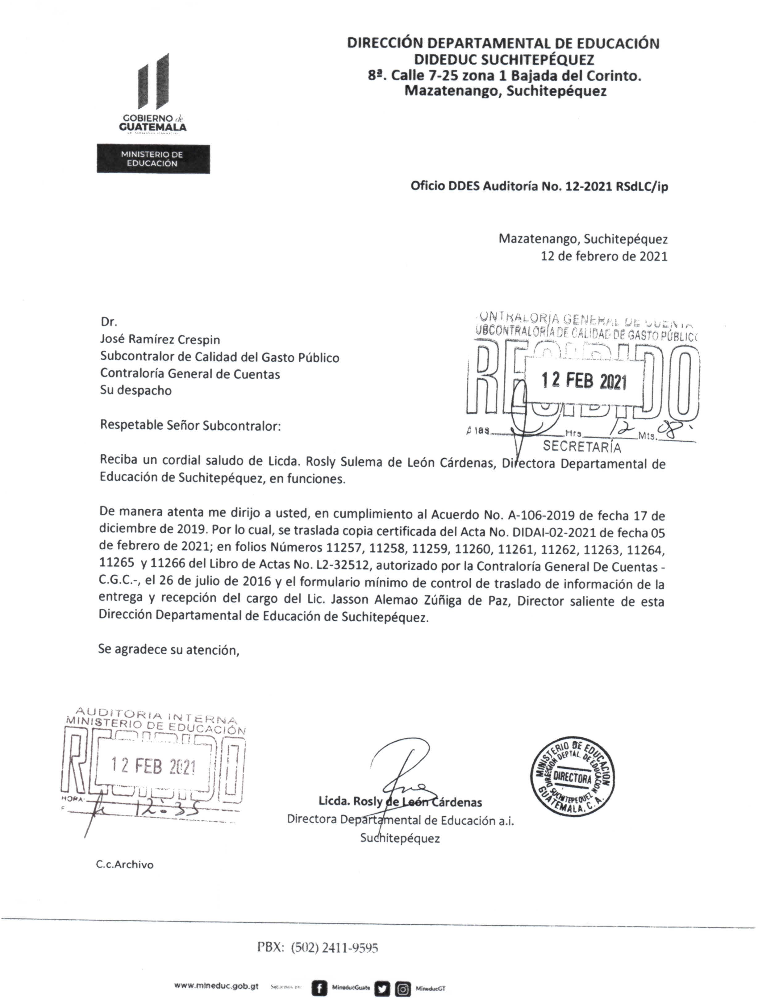 DIRECCIÓN DEPARTAMENTAL DE EDUCACIÓN
DIDEDUC SUCHITEPÉQUEZ
8ª. Calle 7-25 zona 1 Bajada del Corinto.
Mazatenango, Suchitepéquez
GOBIERNO de
GUATEMALA
MINISTERIO DE
EDUCACIÓN
Oficio DDES Auditoría No. 12-2021 RSdLC/ip
Mazatenango, Suchitepéquez
12 de febrero de 2021
Dr.
José Ramírez Crespin
Subcontralor de Calidad del Gasto Público
Contraloría General de Cuentas
Su despacho
ONTRALORÍA GENERAL DE CUENTA
UBCONTRALORÍA DE CALIDAD DE GASTO PÚBLICO
RECIBIDO
12 FEB 2021
A las Hrs 12 Mts. 08
SECRETARÍA
Respetable Señor Subcontralor:
Reciba un cordial saludo de Licda. Rosly Sulema de León Cárdenas, Directora Departamental de
Educación de Suchitepéquez, en funciones.
De manera atenta me dirijo a usted, en cumplimiento al Acuerdo No. A-106-2019 de fecha 17 de
diciembre de 2019. Por lo cual, se traslada copia certificada del Acta No. DIDAI-02-2021 de fecha 05
de febrero de 2021; en folios Números 11257, 11258, 11259, 11260, 11261, 11262, 11263, 11264,
11265 y 11266 del Libro de Actas No. L2-32512, autorizado por la Contraloría General De Cuentas -
C.G.C.-, el 26 de julio de 2016 y el formulario mínimo de control de traslado de información de la
entrega y recepción del cargo del Lic. Jasson Alemao Zúñiga de Paz, Director saliente de esta
Dirección Departamental de Educación de Suchitepéquez.
Se agradece su atención,
AUDITORIA INTERNA
MINISTERIO DE EDUCACIÓN
RECIBIDO
12 FEB 2021
HORA: 12:35
Licda. Rosly de León Cárdenas
Directora Departamental de Educación a.i.
Suchitepéquez
MINISTERIO DE EDUCACION
DIRECCION DEPTAL. DE EDUCACION
DIRECTORA
SUCHITEPEQUEZ
GUATEMALA, C. A.
C.c.Archivo
PBX: (502) 2411-9595
www.mineduc.gob.gt Síguenos en: f MineducGuate MineducGT